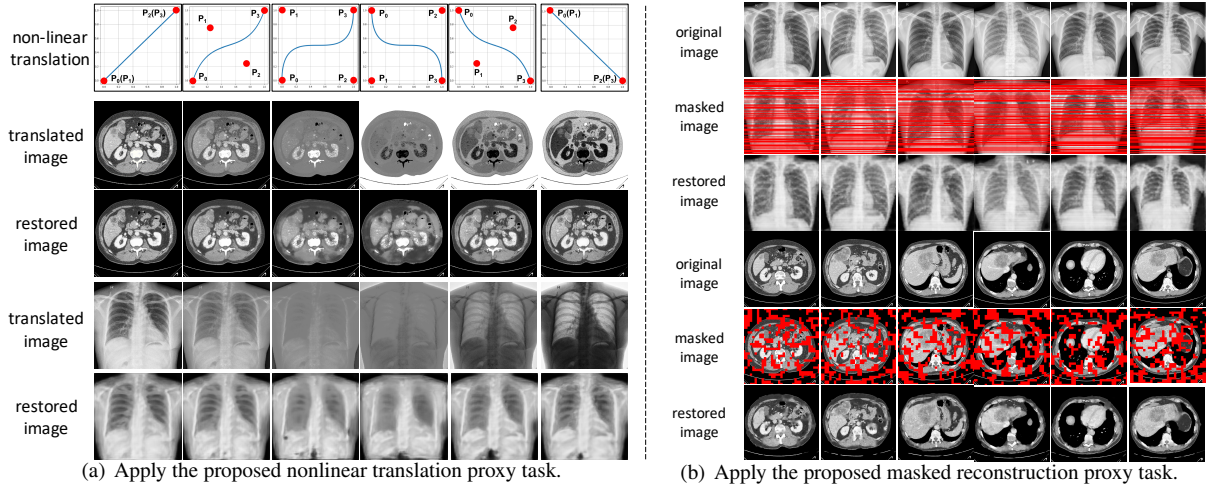 non-linear
translation
P₂(P₃)
P₀(P₁)
P₁
P₃
P₀
P₂
P₁
P₃
P₀
P₂
P₀
P₂
P₁
P₃
P₀
P₂
P₁
P₃
P₀(P₁)
P₂(P₃)
translated
image
restored
image
translated
image
restored
image
(a) Apply the proposed nonlinear translation proxy task.
original
image
masked
image
restored
image
original
image
masked
image
restored
image
(b) Apply the proposed masked reconstruction proxy task.